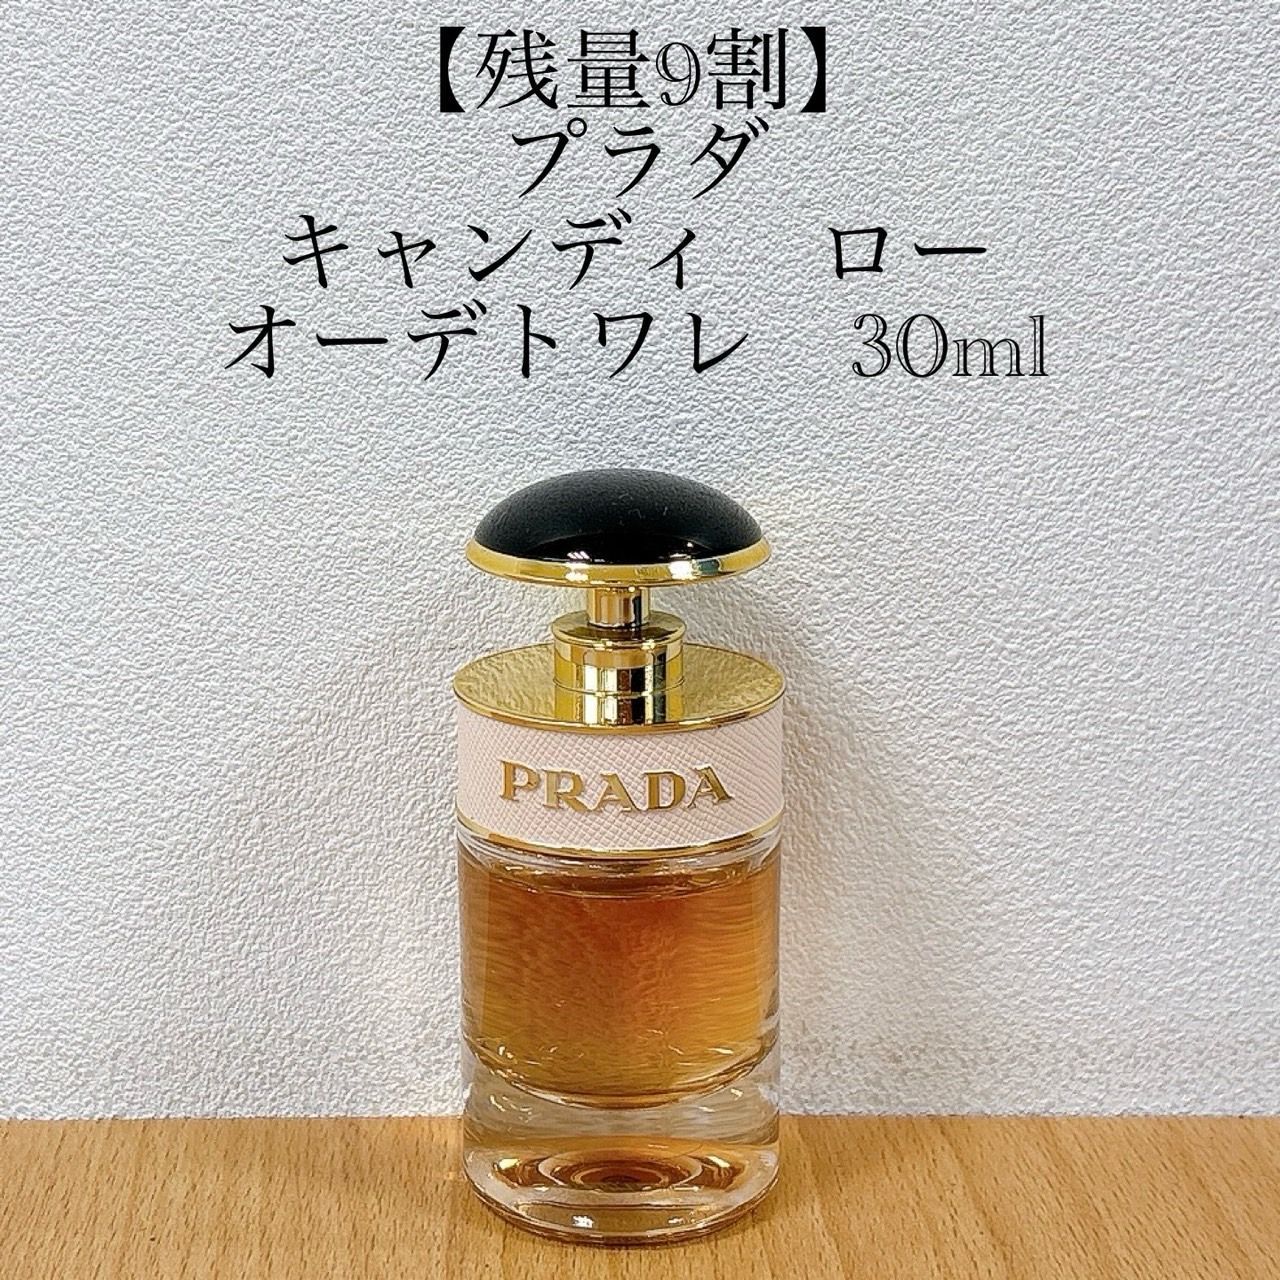 【残量9割】
プラダ
キャンディ　ロー
オーデトワレ　30ml
PRADA